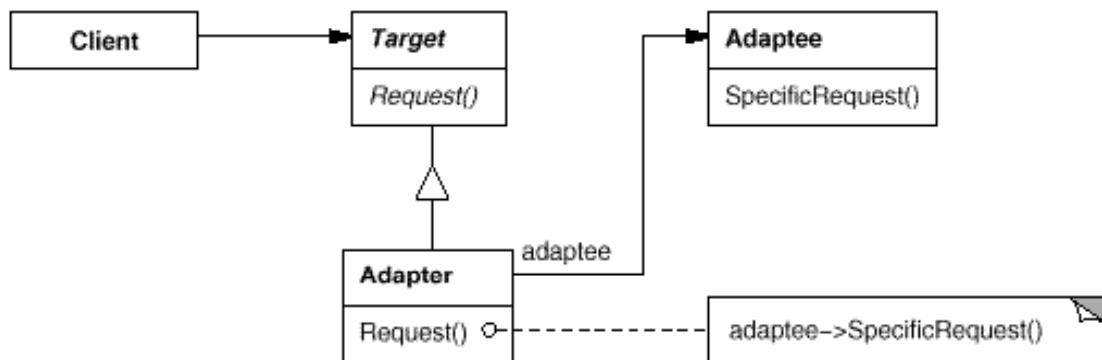 Client
Target
Request()
Adaptee
SpecificRequest()
adaptee
Adapter
Request()
adaptee->SpecificRequest()